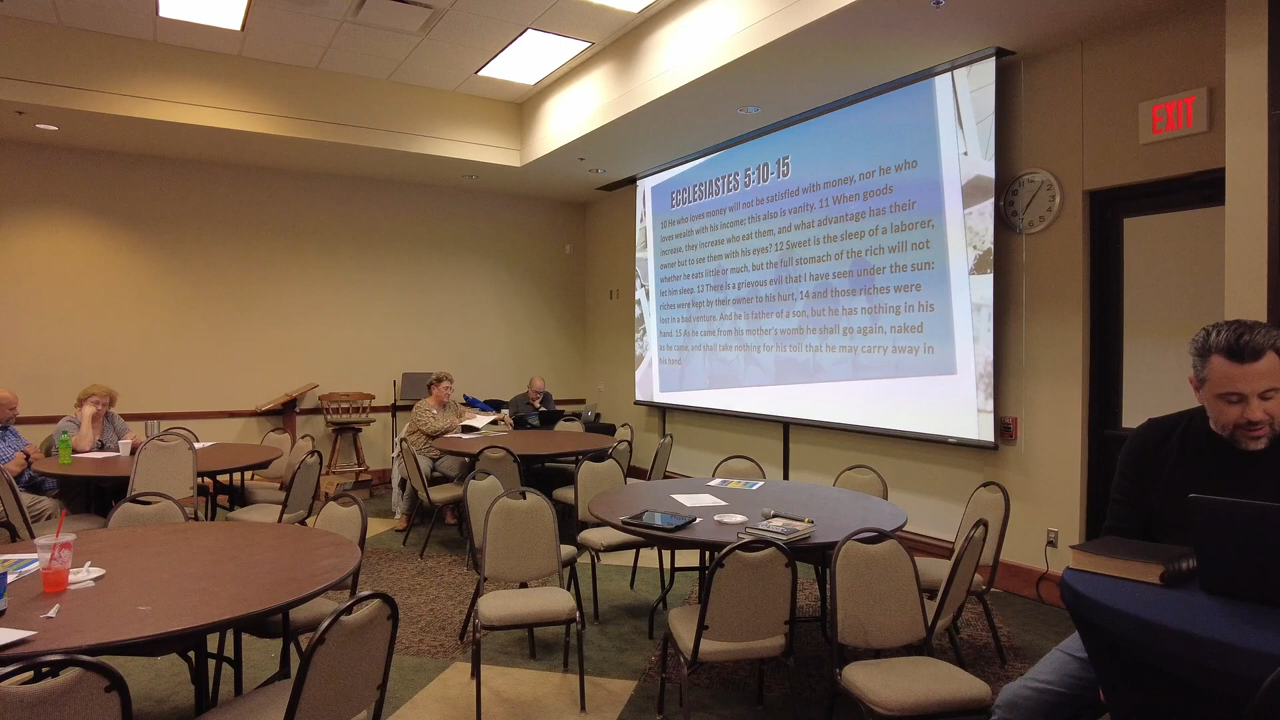 ECCLESIASTES 5:10-15
10 He who loves money will not be satisfied with money, nor he who
loves wealth with his income; this also is vanity. 11 When goods
increase, they increase who eat them, and what advantage has their
owner but to see them with his eyes? 12 Sweet is the sleep of a laborer,
whether he eats little or much, but the full stomach of the rich will not
let him sleep. 13 There is a grievous evil that I have seen under the sun:
riches were kept by their owner to his hurt, 14 and those riches were
lost in a bad venture. And he is father of a son, but he has nothing in his
hand. 15 As he came from his mother's womb he shall go again, naked
as he came, and shall take nothing for his toil that he may carry away in
his hand.
EXIT